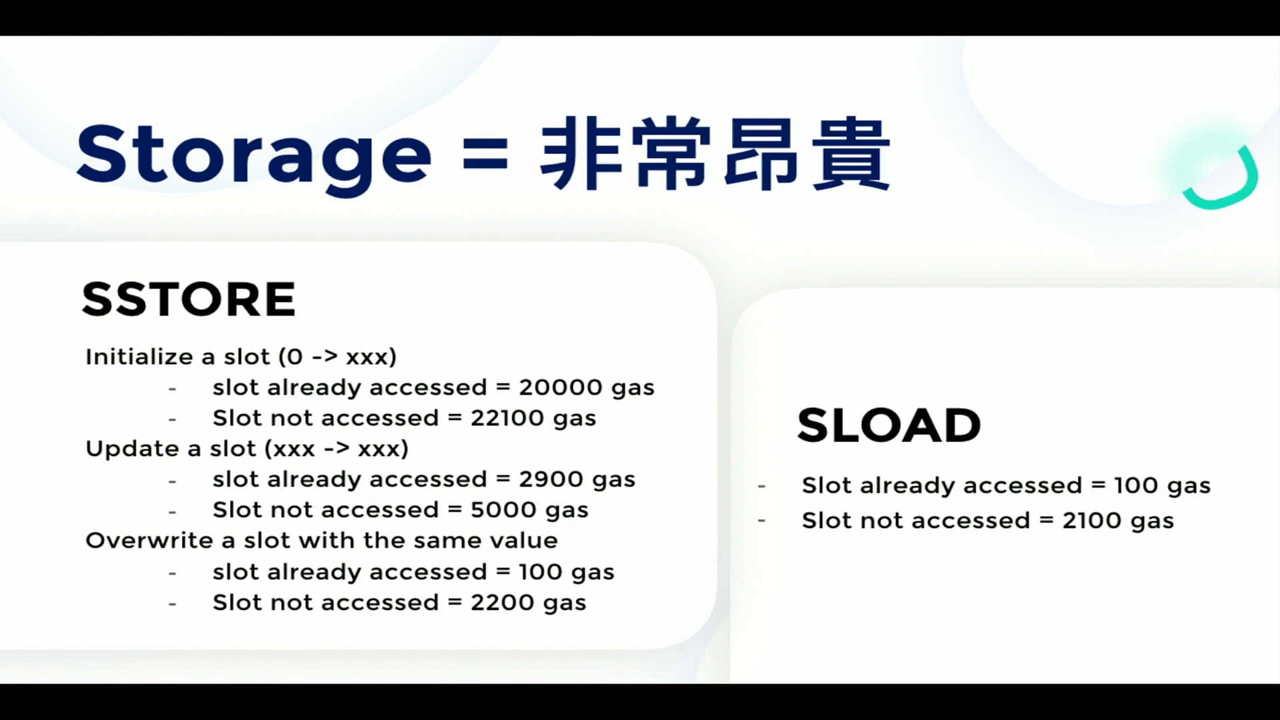 Storage = 非常昂貴
SSTORE
Initialize a slot (0 -> xxx)
- slot already accessed = 20000 gas
- Slot not accessed = 22100 gas
Update a slot (xxx -> xxx)
- slot already accessed = 2900 gas
- Slot not accessed = 5000 gas
Overwrite a slot with the same value
- slot already accessed = 100 gas
- Slot not accessed = 2200 gas
SLOAD
- Slot already accessed = 100 gas
- Slot not accessed = 2100 gas